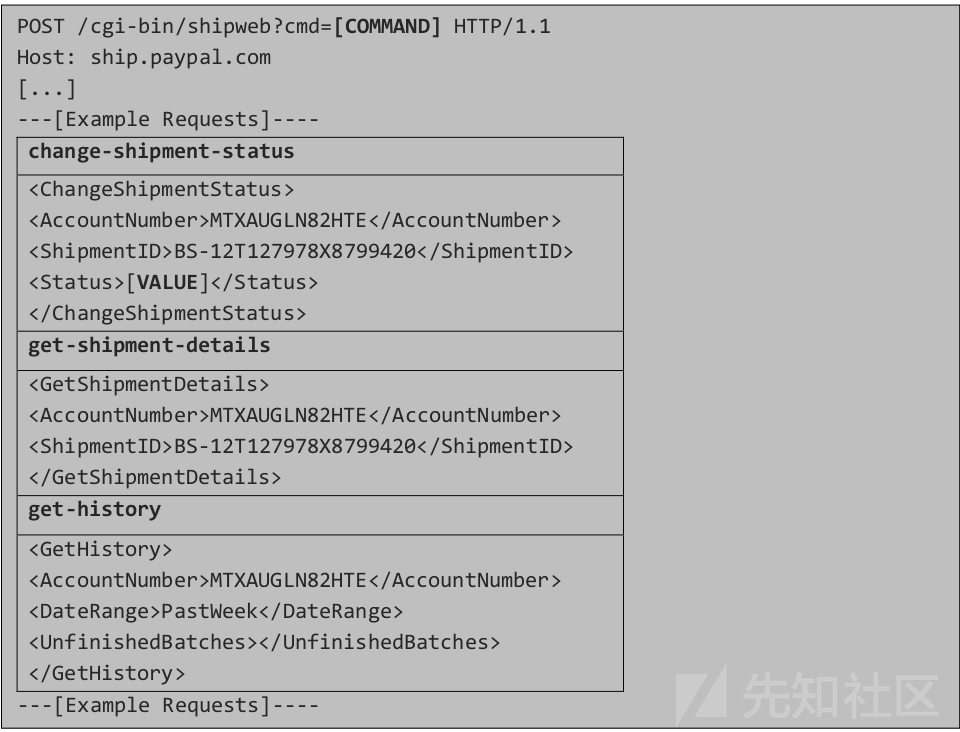 POST /cgi-bin/shipweb?cmd=[COMMAND] HTTP/1.1
Host: ship.paypal.com
[...]
---[Example Requests]----
change-shipment-status
<ChangeShipmentStatus>
<AccountNumber>MTXAUGLN82HTE</AccountNumber>
<ShipmentID>BS-12T127978X8799420</ShipmentID>
<Status>[VALUE]</Status>
</ChangeShipmentStatus>
get-shipment-details
<GetShipmentDetails>
<AccountNumber>MTXAUGLN82HTE</AccountNumber>
<ShipmentID>BS-12T127978X8799420</ShipmentID>
</GetShipmentDetails>
get-history
<GetHistory>
<AccountNumber>MTXAUGLN82HTE</AccountNumber>
<DateRange>PastWeek</DateRange>
<UnfinishedBatches></UnfinishedBatches>
</GetHistory>
---[Example Requests]----
先知社区